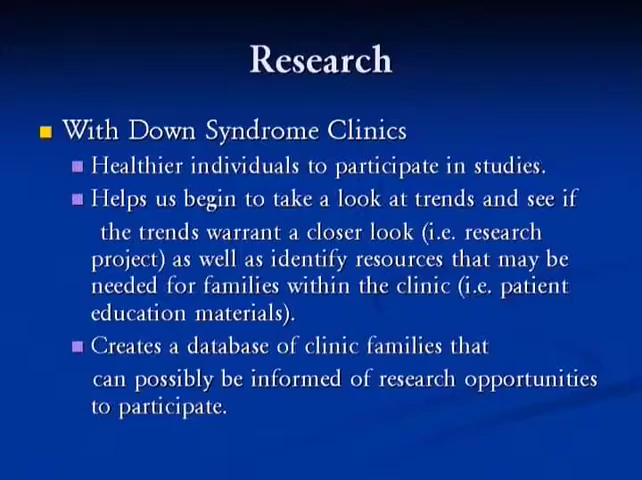 Research
With Down Syndrome Clinics
Healthier individuals to participate in studies.
Helps us begin to take a look at trends and see if
the trends warrant a closer look (i.e. research
project) as well as identify resources that may be
needed for families within the clinic (i.e. patient
education materials).
Creates a database of clinic families that
can possibly be informed of research opportunities
to participate.